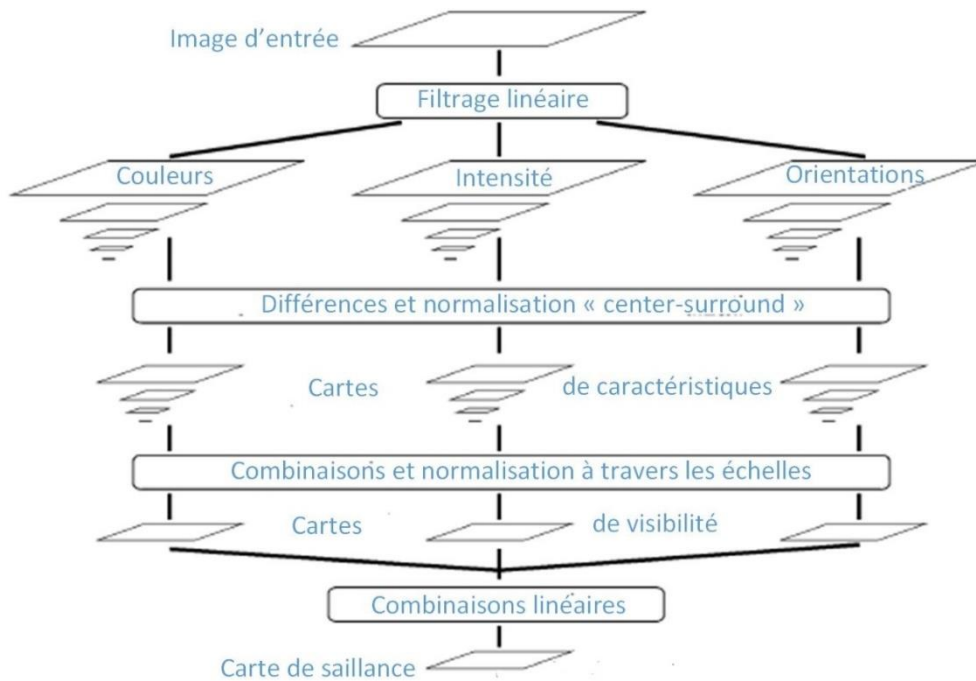 Image d'entrée
Filtrage linéaire
Couleurs
Intensité
Orientations
Différences et normalisation « center-surround »
Cartes
de caractéristiques
Combinaisons et normalisation à travers les échelles
Cartes
de visibilité
Combinaisons linéaires
Carte de saillance